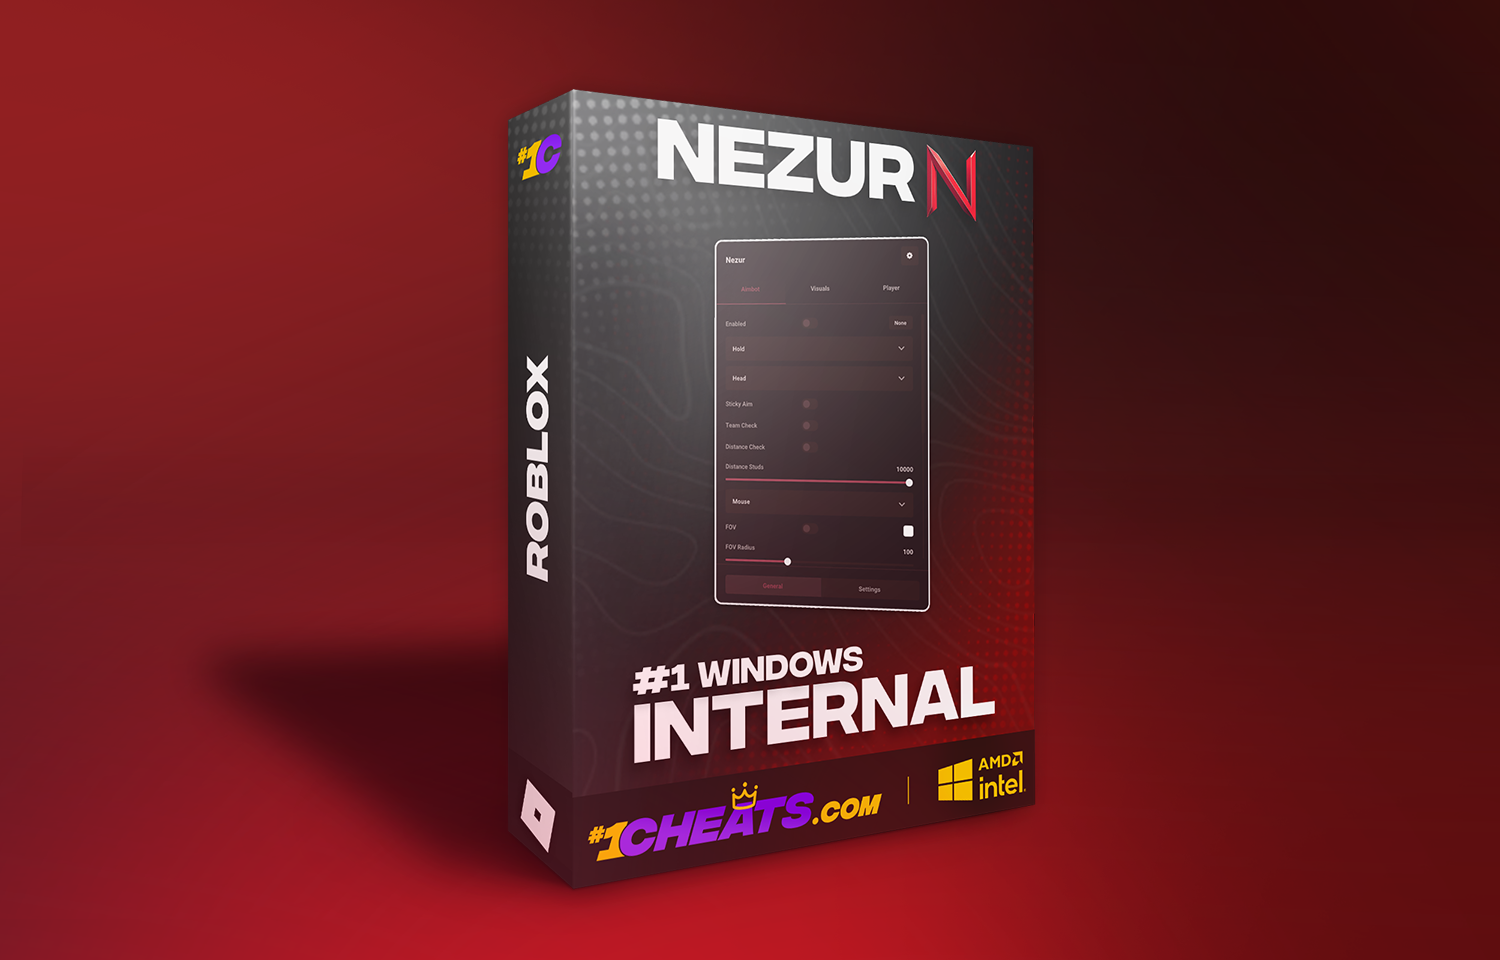 #1C
ROBLOX
NEZUR N
Nezur
Aimbot Visuals Player
Enabled None
Hold
Head
Sticky Aim
Team Check
Distance Check
Distance Studs 10000
Mouse
FOV
FOV Radius 100
General Settings
#1 WINDOWS
INTERNAL
#1CHEATS.COM
AMD
intel.